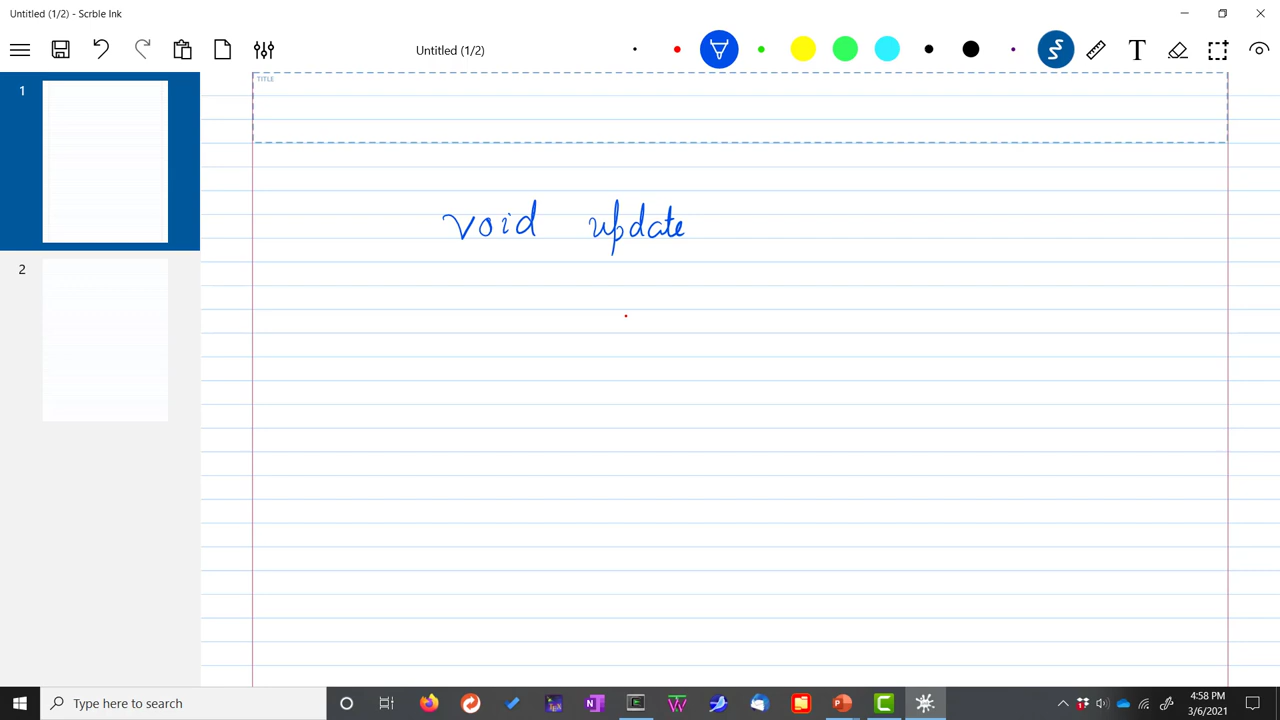 Untitled (1/2) - Scrble Ink
Untitled (1/2)
T
1
TITLE
void update
2
Type here to search
4:58 PM
3/6/2021